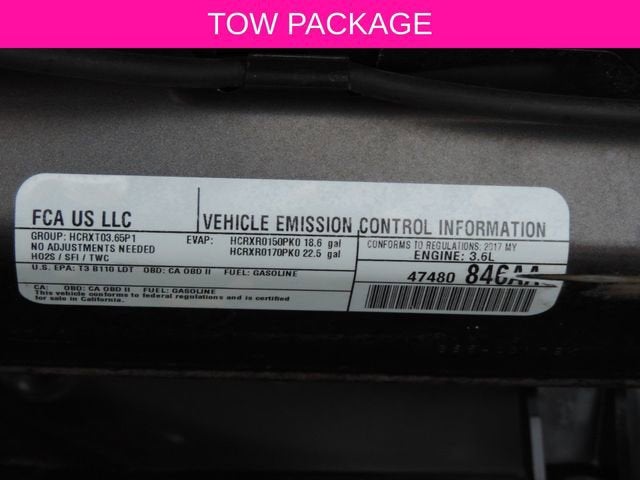 TOW PACKAGE
FCA US LLC
VEHICLE EMISSION CONTROL INFORMATION
GROUP: HCRXT03.65P1
EVAP: HCRXR0150PK0 18.6 gal
CONFORMS TO REGULATIONS, 2017 MY
NO ADJUSTMENTS NEEDED
HCRXR0170PK0 22.5 gal
ENGINE: 3.6L
HO2S / SFI / TWC
U.S. EPA: T3 B110 LDT OBD: CA OBD II FUEL: GASOLINE
47480 846AA
CA: OBD: CA OBD II FUEL: GASOLINE
This vehicle conforms to federal regulations and is certified
for sale in California.